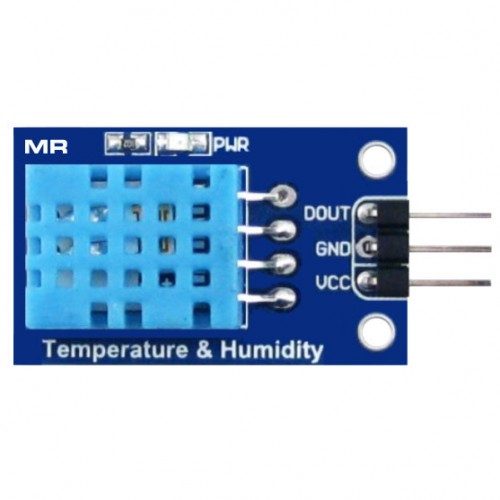 MR
PWR
DOUT
GND
VCC
Temperature & Humidity